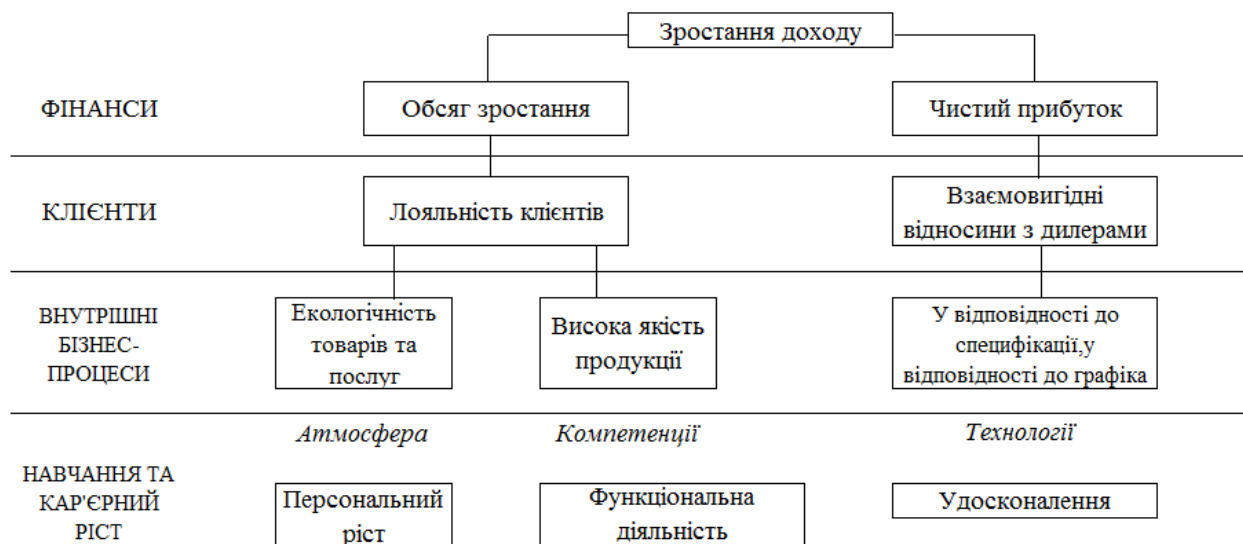 Зростання доходу
ФІНАНСИ
Обсяг зростання
Чистий прибуток
КЛІЄНТИ
Лояльність клієнтів
Взаємовигідні
відносини з дилерами
ВНУТРІШНІ
БІЗНЕС-
ПРОЦЕСИ
Екологічність
товарів та
послуг
Висока якість
продукції
У відповідності до
специфікації,у
відповідності до графіка
Атмосфера
Компетенції
Технології
НАВЧАННЯ ТА
КАР'ЄРНИЙ
РІСТ
Персональний
ріст
Функціональна
діяльність
Удосконалення